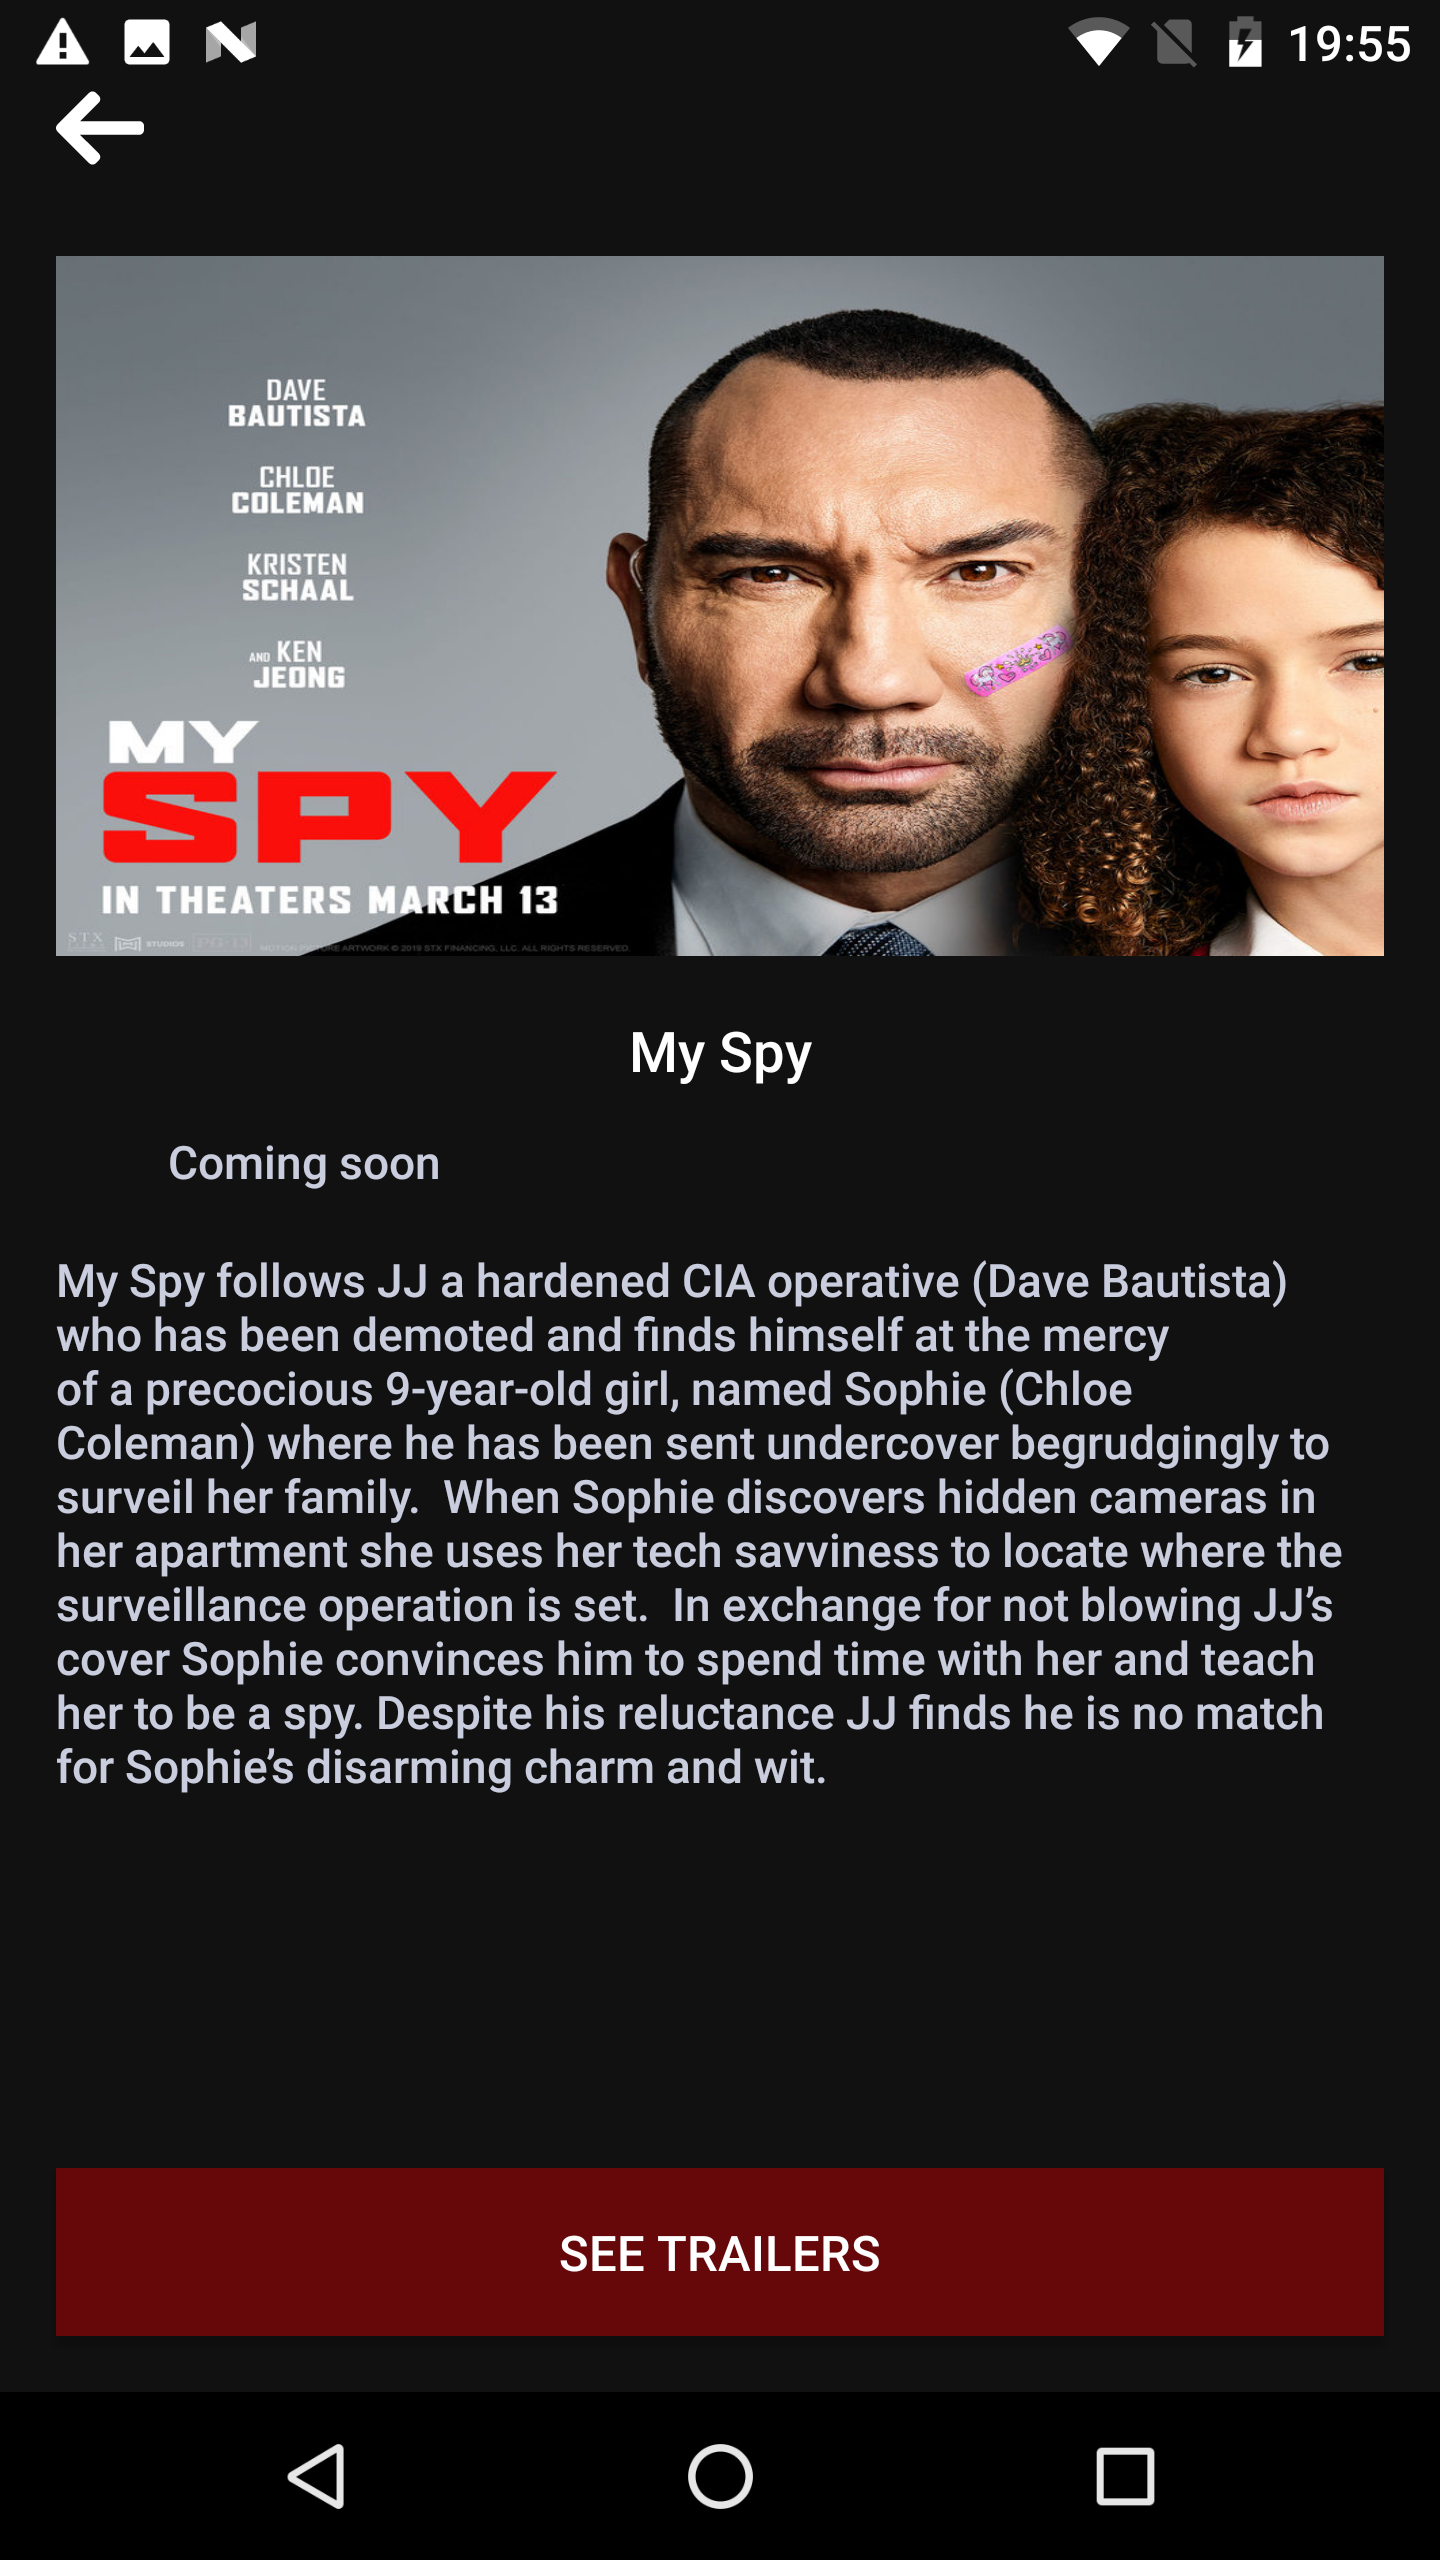 19:55
DAVE
BAUTISTA
CHLOE
COLEMAN
KRISTEN
SCHAAL
AND KEN
JEONG
MY
SPY
IN THEATERS MARCH 13
STX STUDIOS PG-13 MOTION PICTURE ARTWORK © 2019 STX FINANCING, LLC. ALL RIGHTS RESERVED.
My Spy
Coming soon
My Spy follows JJ a hardened CIA operative (Dave Bautista)
who has been demoted and finds himself at the mercy
of a precocious 9-year-old girl, named Sophie (Chloe
Coleman) where he has been sent undercover begrudgingly to
surveil her family.  When Sophie discovers hidden cameras in
her apartment she uses her tech savviness to locate where the
surveillance operation is set.  In exchange for not blowing JJ’s
cover Sophie convinces him to spend time with her and teach
her to be a spy. Despite his reluctance JJ finds he is no match
for Sophie’s disarming charm and wit.
SEE TRAILERS